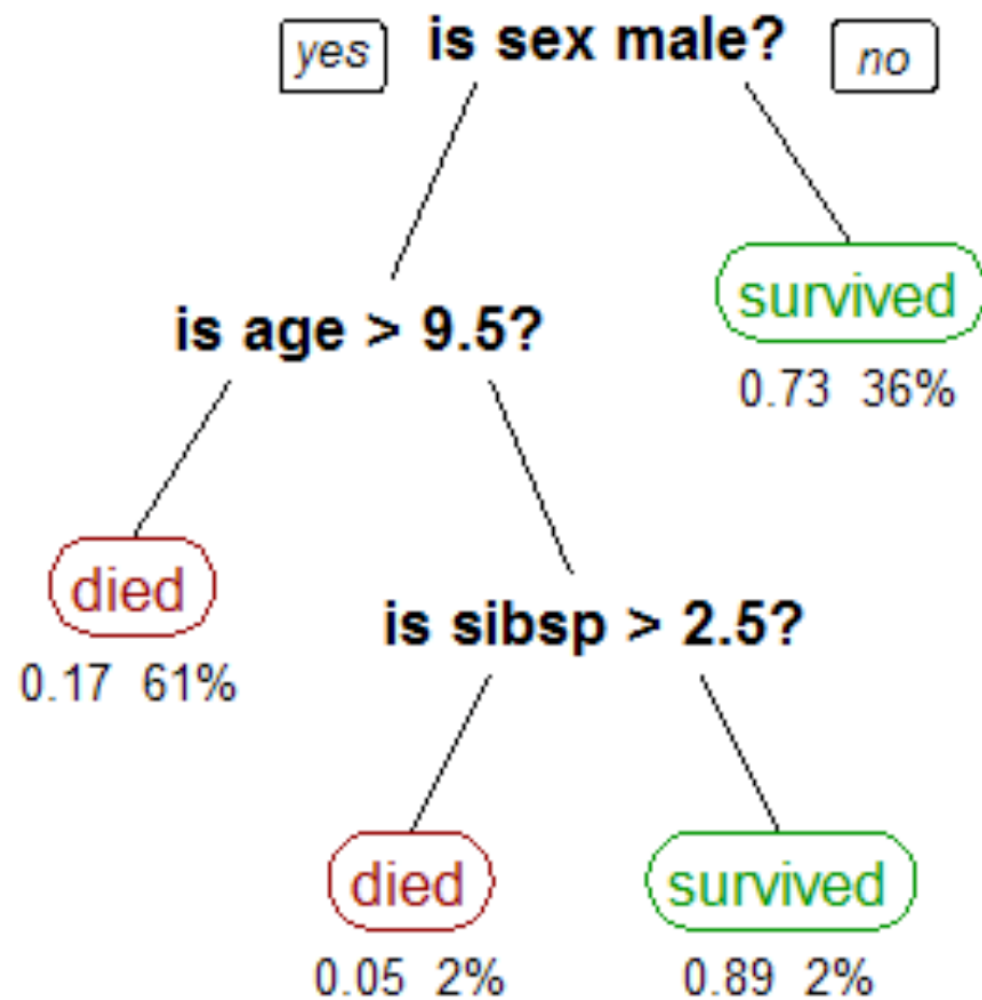 yes is sex male? no
survived
is age > 9.5?
0.73 36%
died
is sibsp > 2.5?
0.17 61%
died survived
0.05 2% 0.89 2%